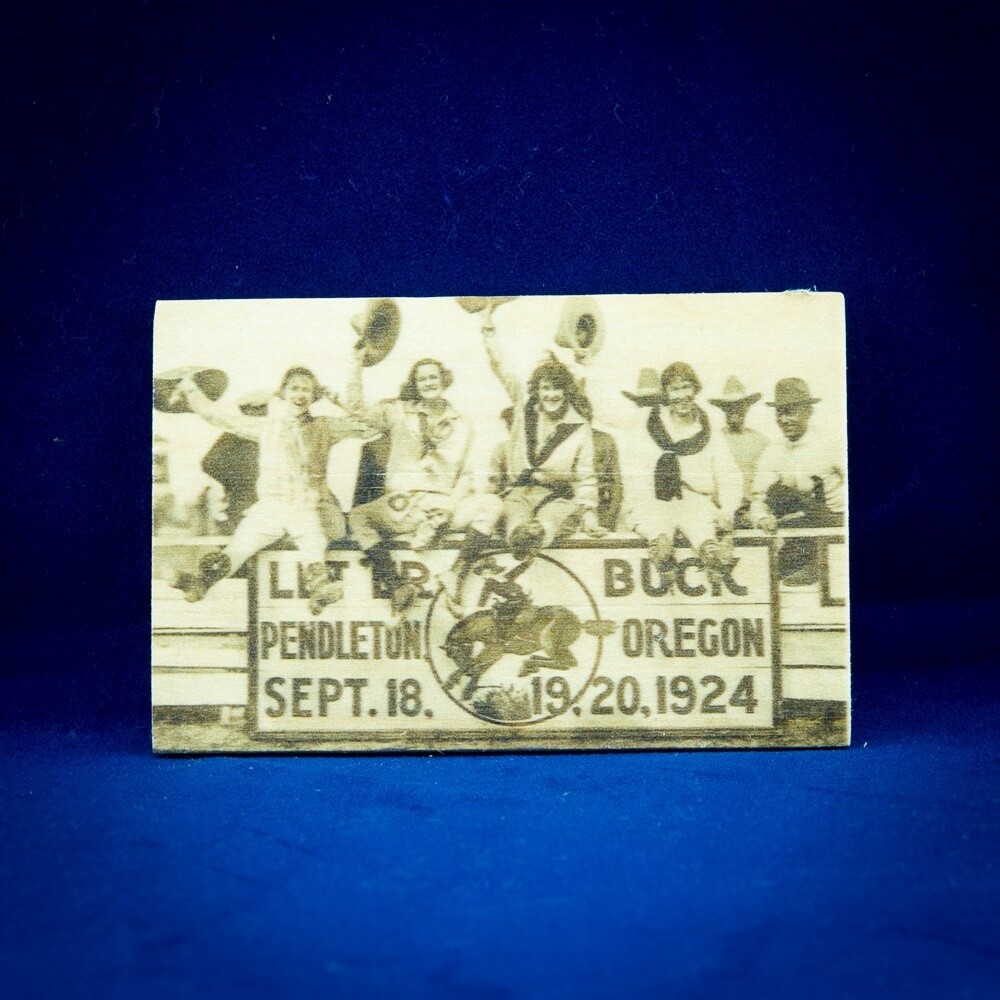 LET ER BUCK
PENDLETON OREGON
SEPT. 18. 19. 20, 1924
L